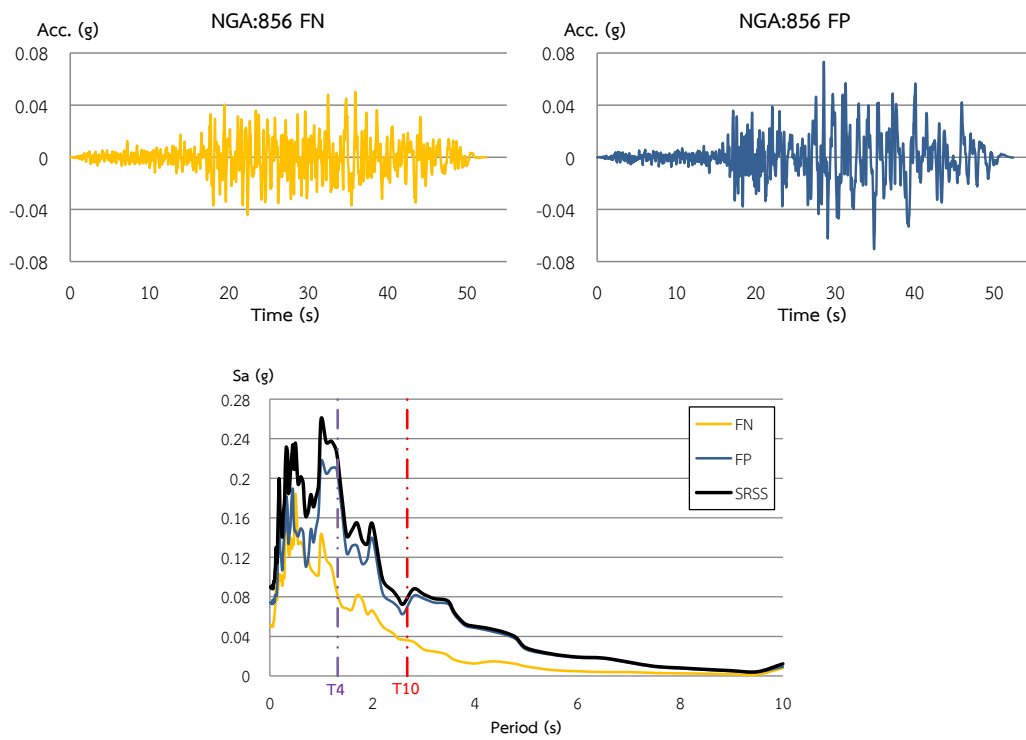 NGA:856 FN
Acc. (g)
0.08
0.04
0
-0.04
-0.08
0 10 20 30 40 50
Time (s)
NGA:856 FP
Acc. (g)
0.08
0.04
0
-0.04
-0.08
0 10 20 30 40 50
Time (s)
Sa (g)
0.28
0.24
0.2
0.16
0.12
0.08
0.04
0
FN
FP
SRSS
T4 T10
0 2 4 6 8 10
Period (s)